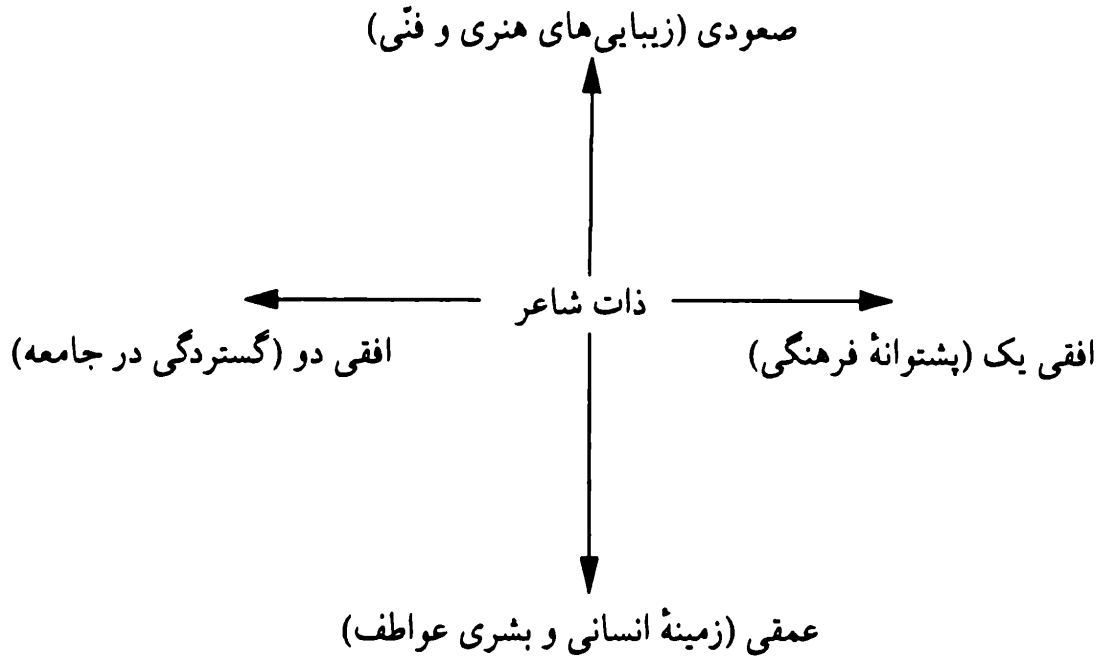 صعودی (زیبایی‌های هنری و فنّی)
ذات شاعر
افقی یک (پشتوانهٔ فرهنگی)
افقی دو (گستردگی در جامعه)
عمقی (زمینهٔ انسانی و بشری عواطف)